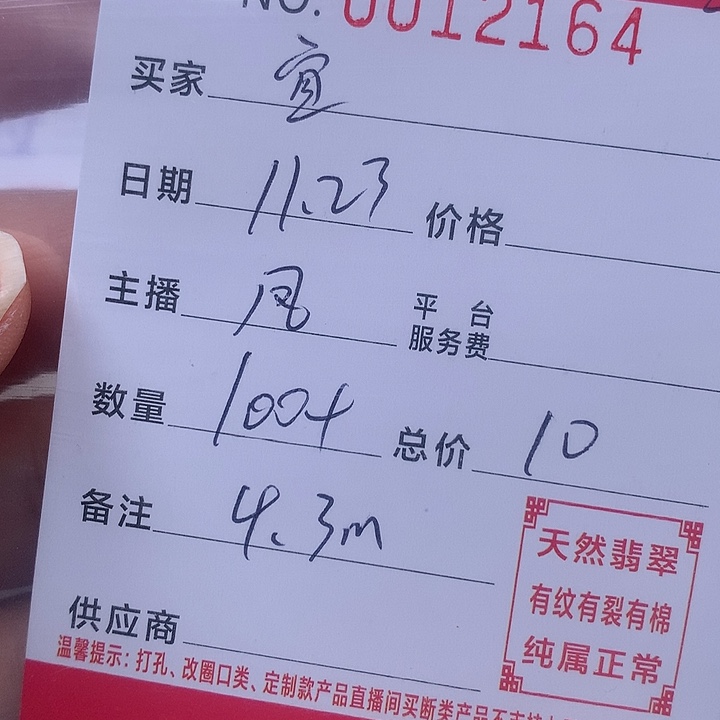 NO. 0012164
买家 宜
日期 11.23 价格
主播 凤 平台服务费
数量 100+ 总价 10
备注 4.3m
供应商
天然翡翠
有纹有裂有棉
纯属正常
温馨提示：打孔、改圈口类、定制款产品直播间买断类产品不支持